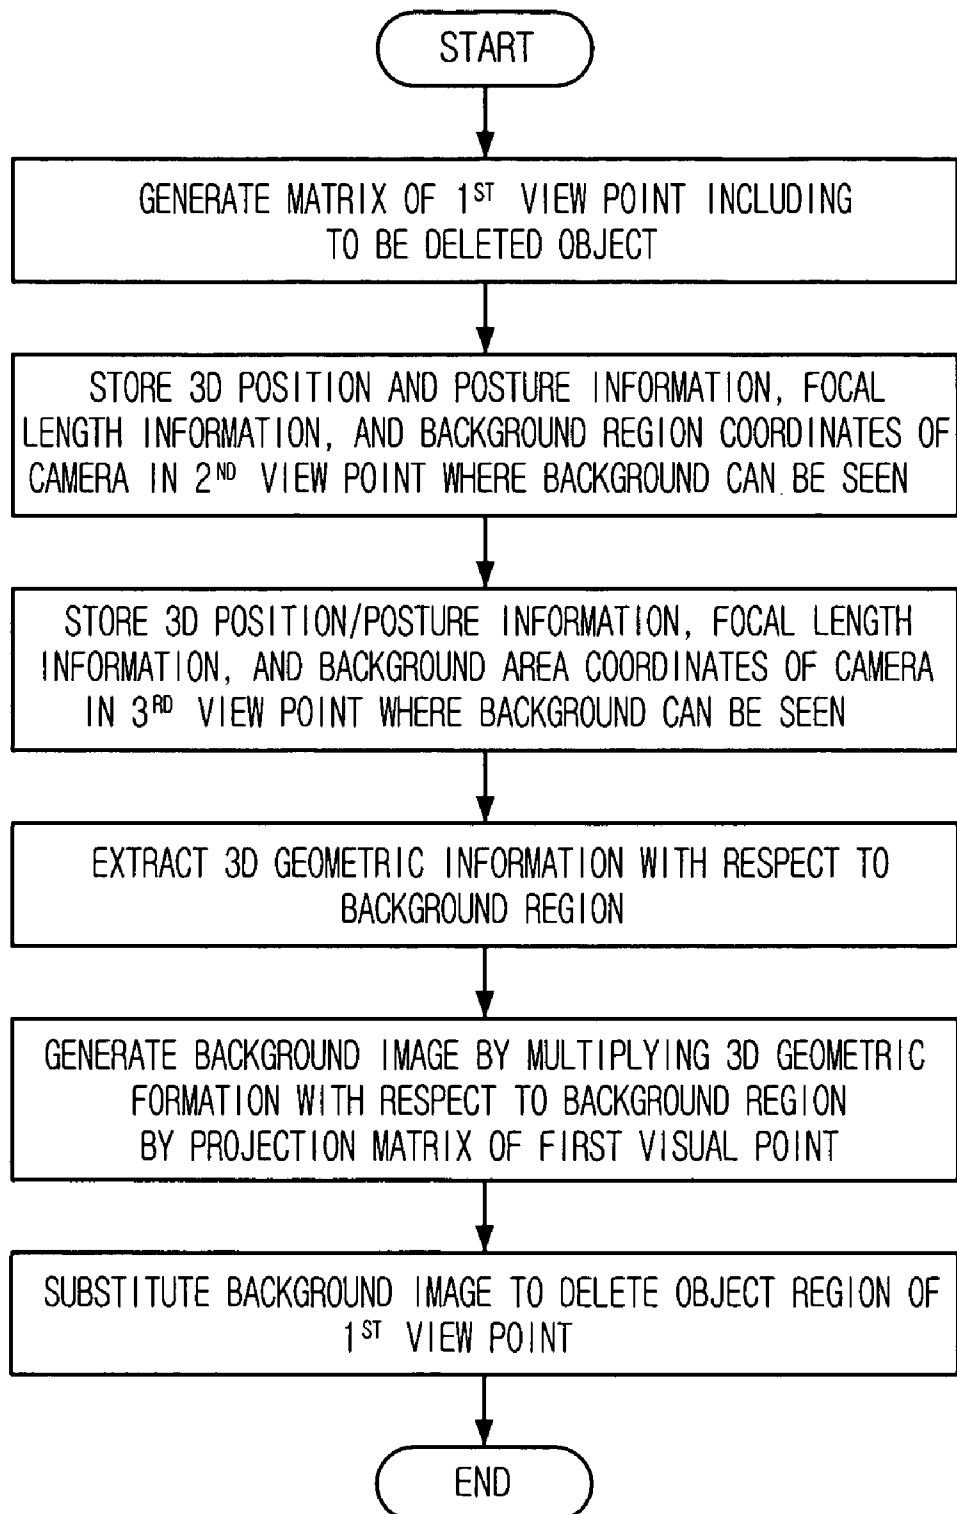 START
GENERATE MATRIX OF 1ST VIEW POINT INCLUDING
TO BE DELETED OBJECT
STORE 3D POSITION AND POSTURE INFORMATION, FOCAL
LENGTH INFORMATION, AND BACKGROUND REGION COORDINATES OF
CAMERA IN 2ND VIEW POINT WHERE BACKGROUND CAN BE SEEN
STORE 3D POSITION/POSTURE INFORMATION, FOCAL LENGTH
INFORMATION, AND BACKGROUND AREA COORDINATES OF CAMERA
IN 3RD VIEW POINT WHERE BACKGROUND CAN BE SEEN
EXTRACT 3D GEOMETRIC INFORMATION WITH RESPECT TO
BACKGROUND REGION
GENERATE BACKGROUND IMAGE BY MULTIPLYING 3D GEOMETRIC
FORMATION WITH RESPECT TO BACKGROUND REGION
BY PROJECTION MATRIX OF FIRST VISUAL POINT
SUBSTITUTE BACKGROUND IMAGE TO DELETE OBJECT REGION OF
1ST VIEW POINT
END